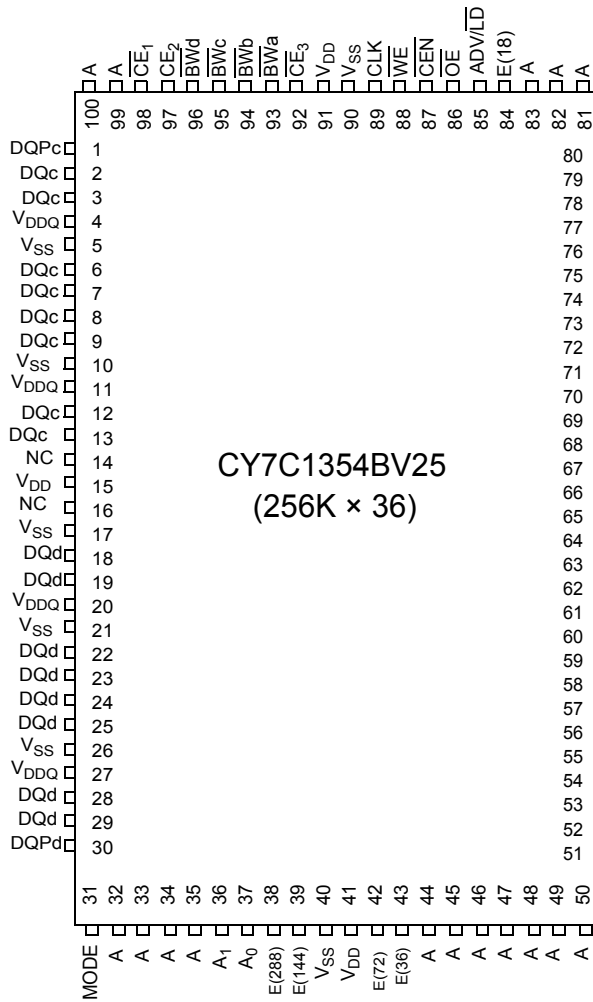 A
A
CE1
CE2
BWd
BWc
BWb
BWa
CE3
VDD
VSS
CLK
WE
CEN
OE
ADV/LD
E(18)
A
A
A
100
99
98
97
96
95
94
93
92
91
90
89
88
87
86
85
84
83
82
81
DQPc 1
DQc 2
DQc 3
VDDQ 4
VSS 5
DQc 6
DQc 7
DQc 8
DQc 9
VSS 10
VDDQ 11
DQc 12
DQc 13
NC 14
VDD 15
NC 16
VSS 17
DQd 18
DQd 19
VDDQ 20
VSS 21
DQd 22
DQd 23
DQd 24
DQd 25
VSS 26
VDDQ 27
DQd 28
DQd 29
DQPd 30
CY7C1354BV25
(256K × 36)
80
79
78
77
76
75
74
73
72
71
70
69
68
67
66
65
64
63
62
61
60
59
58
57
56
55
54
53
52
51
31
32
33
34
35
36
37
38
39
40
41
42
43
44
45
46
47
48
49
50
MODE
A
A
A
A
A1
A0
E(288)
E(144)
VSS
VDD
E(72)
E(36)
A
A
A
A
A
A
A